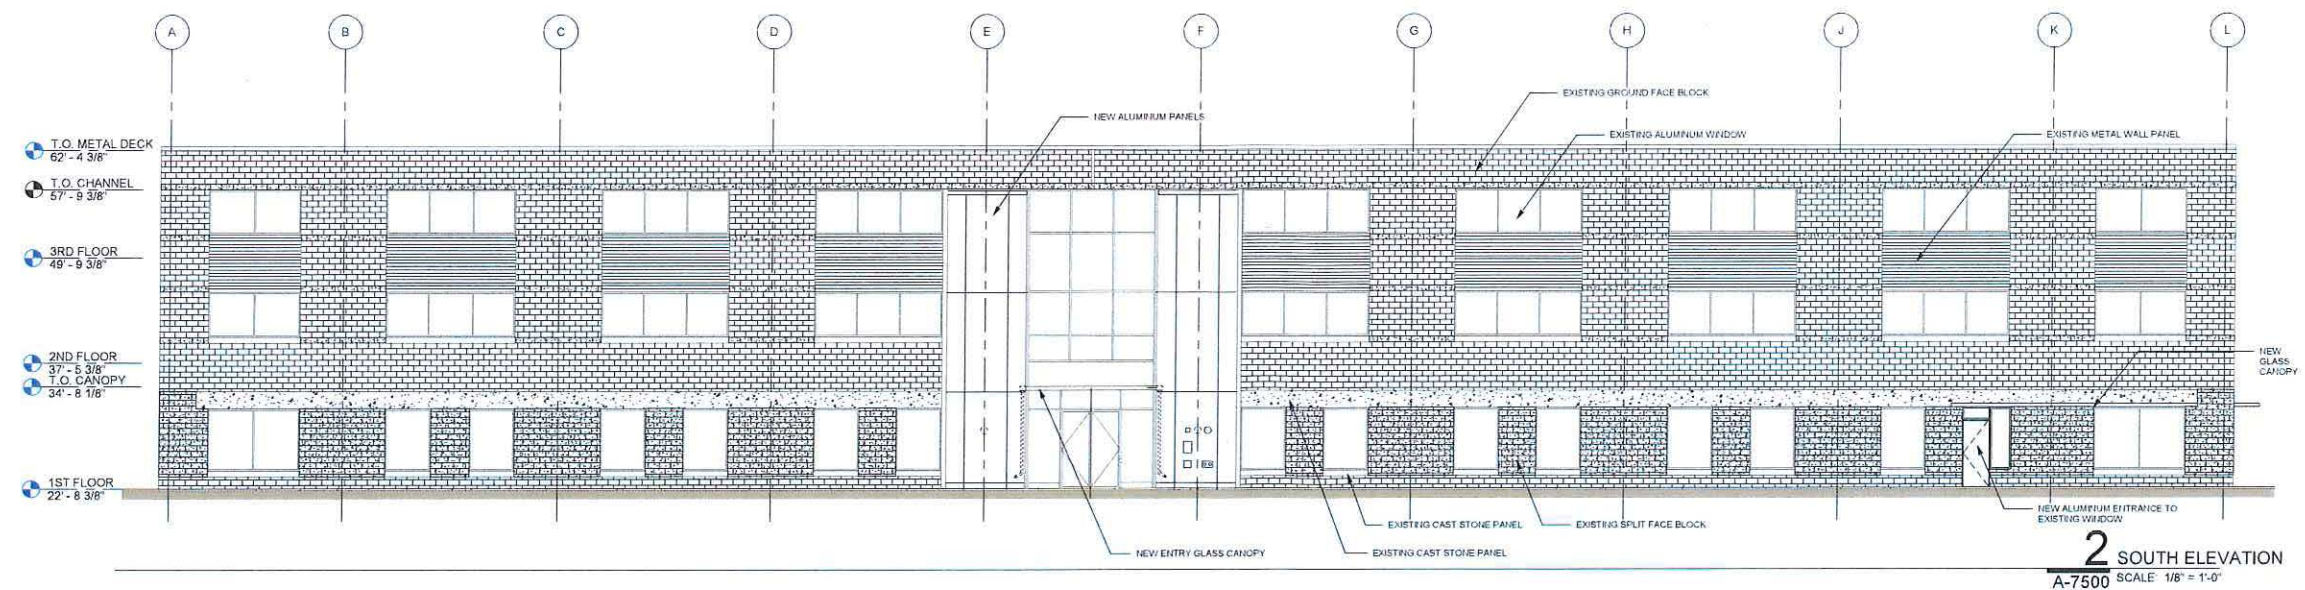 A B C D E F G H J K L
EXISTING GROUND FACE BLOCK
NEW ALUMINUM PANELS
EXISTING ALUMINUM WINDOW
EXISTING METAL WALL PANEL
T.O. METAL DECK
62' - 4 3/8"
T.O. CHANNEL
57' - 9 3/8"
3RD FLOOR
49' - 9 3/8"
2ND FLOOR
37' - 5 3/8"
T.O. CANOPY
34' - 8 1/8"
NEW
GLASS
CANOPY
1ST FLOOR
22' - 8 3/8"
NEW ALUMINUM ENTRANCE TO
EXISTING WINDOW
EXISTING CAST STONE PANEL
EXISTING SPLIT FACE BLOCK
NEW ENTRY GLASS CANOPY
EXISTING CAST STONE PANEL
2 SOUTH ELEVATION
A-7500 SCALE: 1/8" = 1'-0"